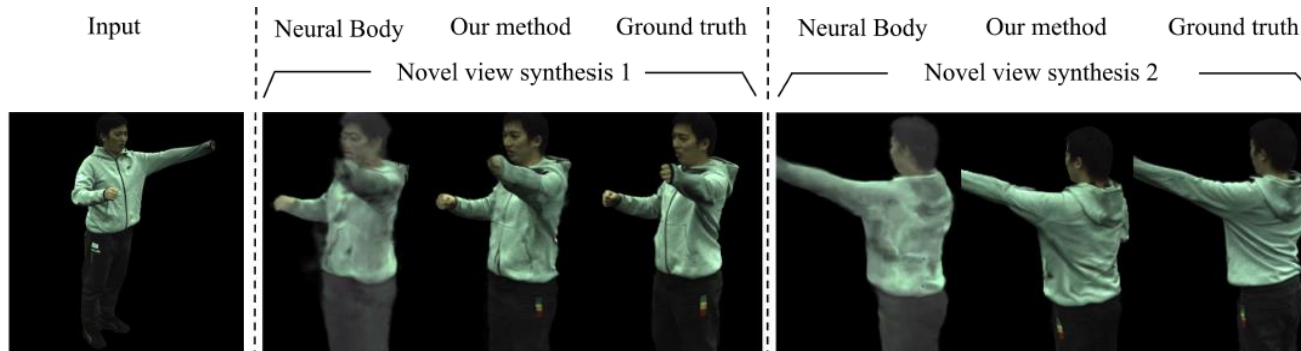 Input
Neural Body Our method Ground truth
Novel view synthesis 1
Neural Body Our method Ground truth
Novel view synthesis 2